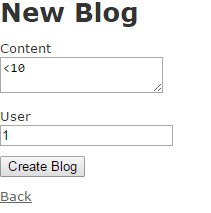 New Blog
Content
<10
User
1
Create Blog
Back